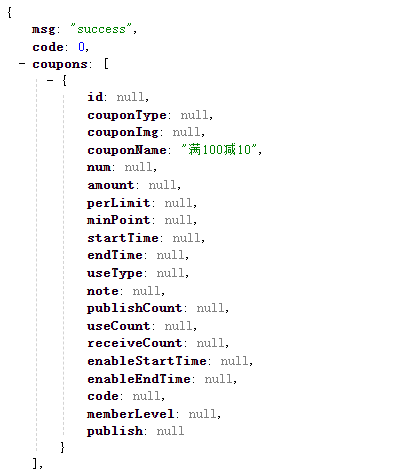 {
msg: "success",
code: 0,
- coupons: [
- {
id: null,
couponType: null,
couponImg: null,
couponName: "满100减10",
num: null,
amount: null,
perLimit: null,
minPoint: null,
startTime: null,
endTime: null,
useType: null,
note: null,
publishCount: null,
useCount: null,
receiveCount: null,
enableStartTime: null,
enableEndTime: null,
code: null,
memberLevel: null,
publish: null
}
],